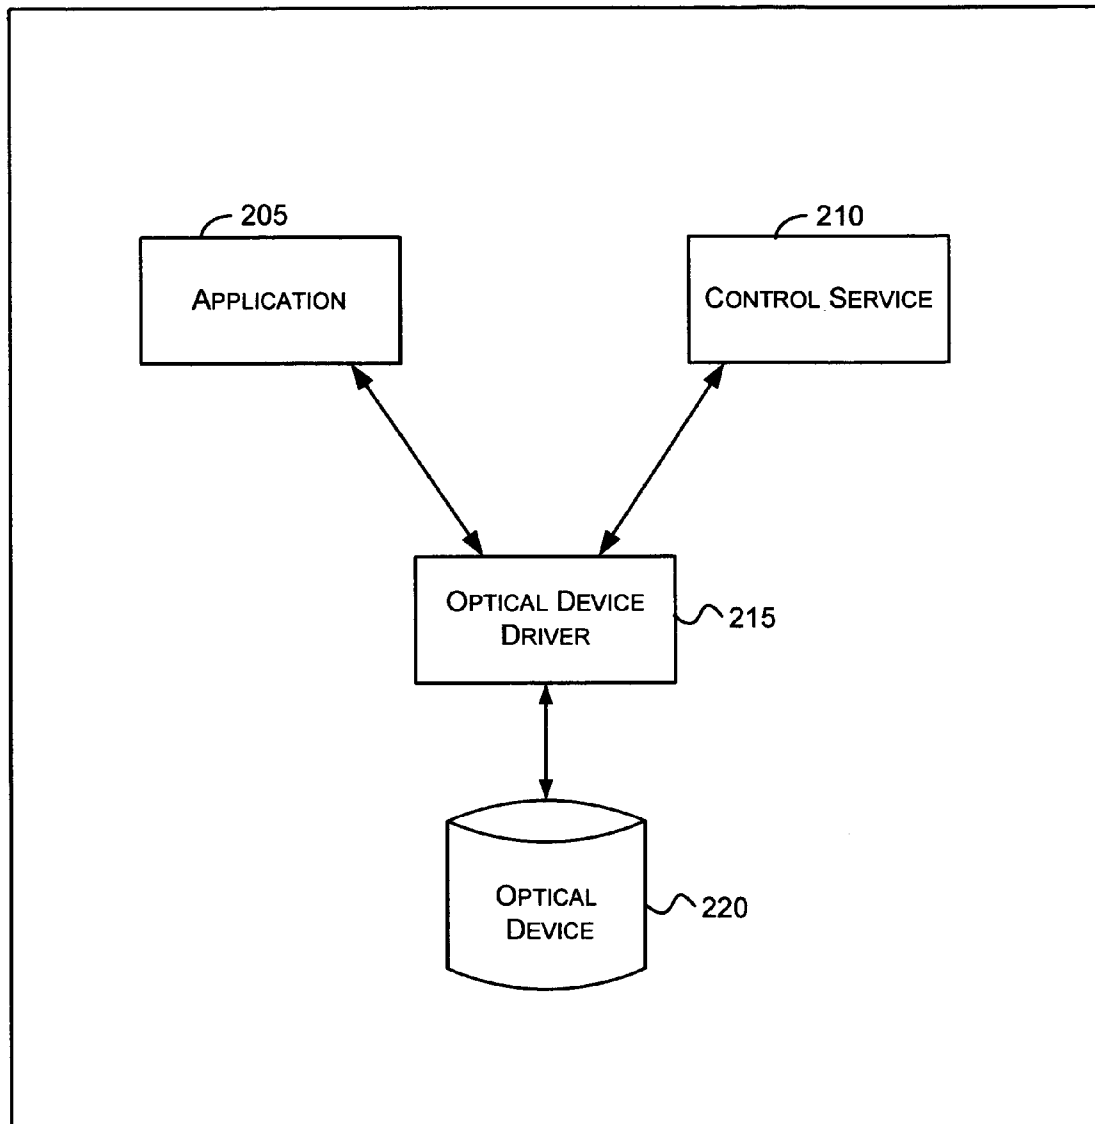 205
210
APPLICATION
CONTROL SERVICE
OPTICAL DEVICE
DRIVER
215
OPTICAL
DEVICE
220